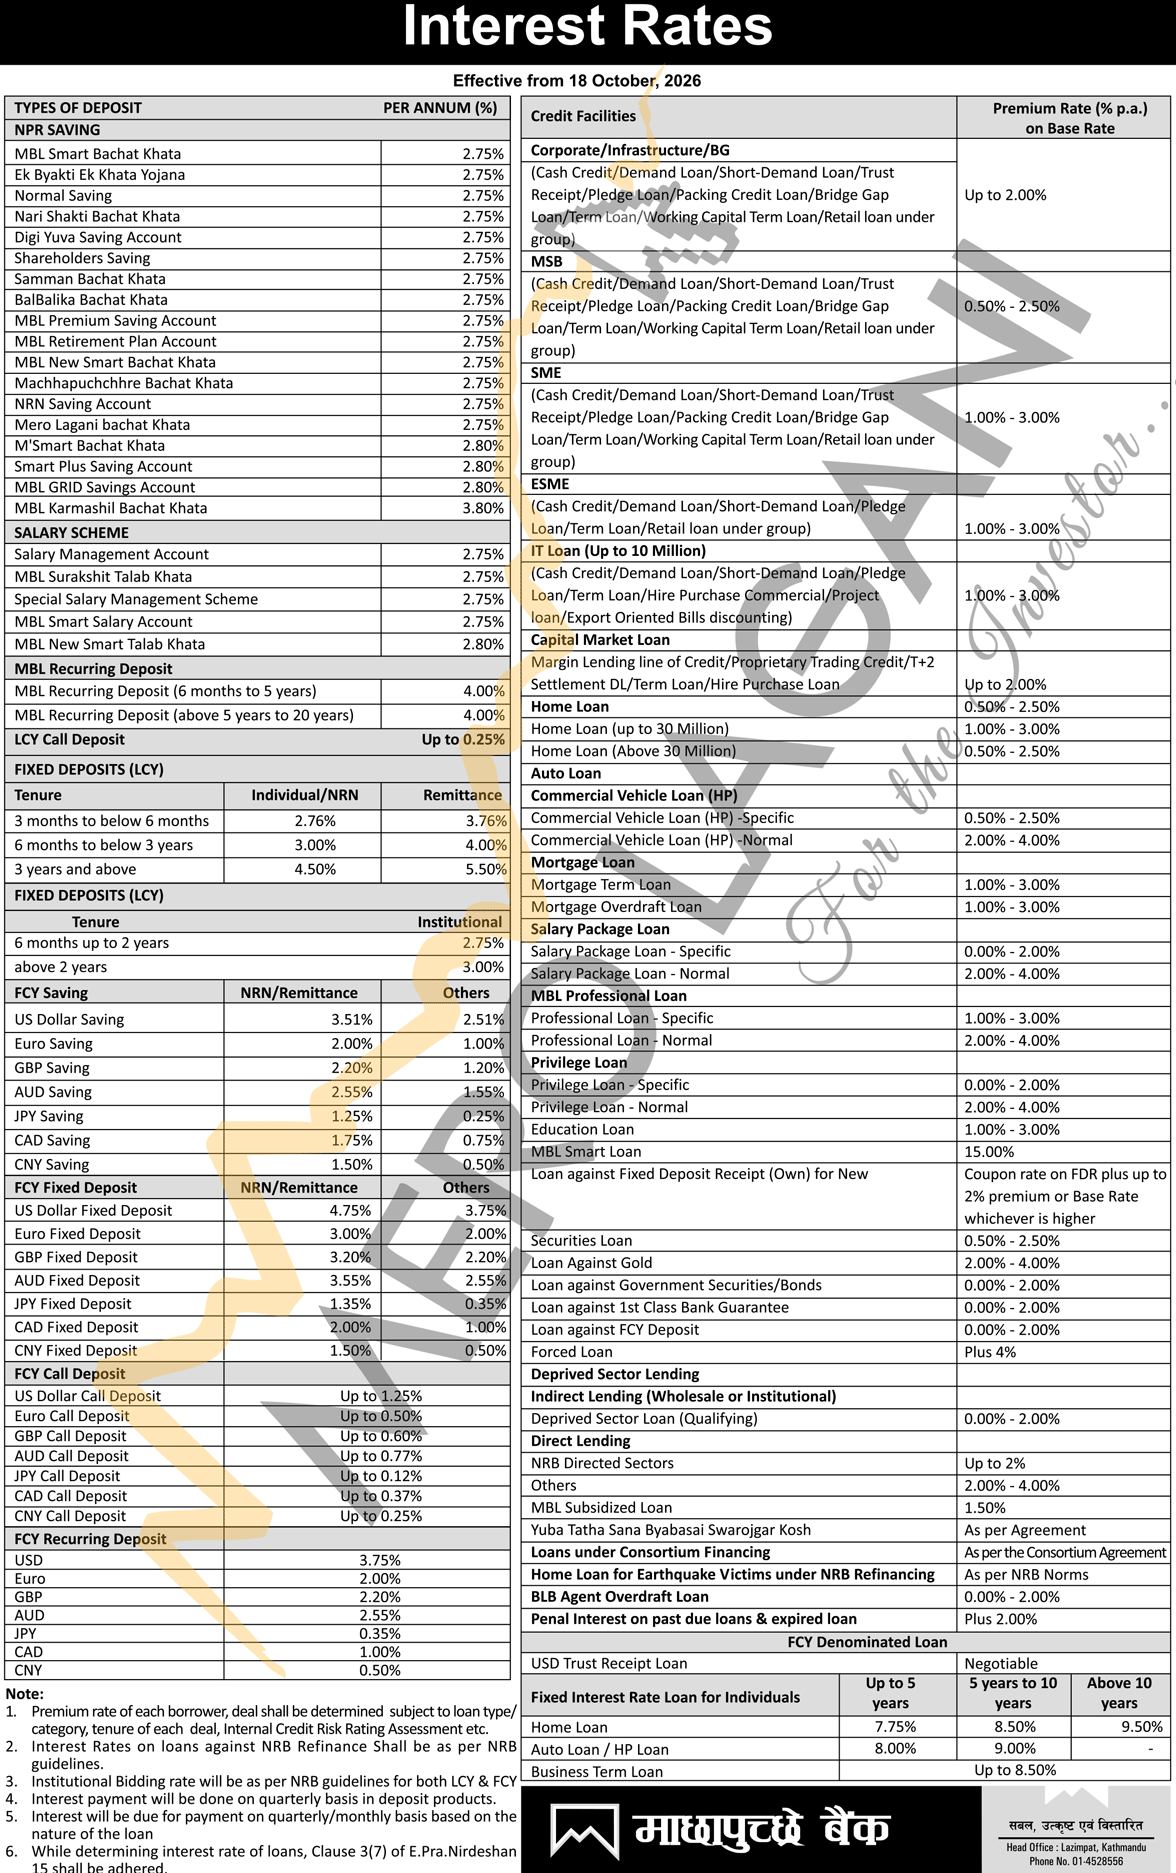 Interest Rates
Effective from 18 October, 2026
TYPES OF DEPOSIT PER ANNUM (%)
NPR SAVING
MBL Smart Bachat Khata 2.75%
Ek Byakti Ek Khata Yojana 2.75%
Normal Saving 2.75%
Nari Shakti Bachat Khata 2.75%
Digi Yuva Saving Account 2.75%
Shareholders Saving 2.75%
Samman Bachat Khata 2.75%
BalBalika Bachat Khata 2.75%
MBL Premium Saving Account 2.75%
MBL Retirement Plan Account 2.75%
MBL New Smart Bachat Khata 2.75%
Machhapuchchhre Bachat Khata 2.75%
NRN Saving Account 2.75%
Mero Lagani bachat Khata 2.75%
M'Smart Bachat Khata 2.80%
Smart Plus Saving Account 2.80%
MBL GRID Savings Account 2.80%
MBL Karmashil Bachat Khata 3.80%
SALARY SCHEME
Salary Management Account 2.75%
MBL Surakshit Talab Khata 2.75%
Special Salary Management Scheme 2.75%
MBL Smart Salary Account 2.75%
MBL New Smart Talab Khata 2.80%
MBL Recurring Deposit
MBL Recurring Deposit (6 months to 5 years) 4.00%
MBL Recurring Deposit (above 5 years to 20 years) 4.00%
LCY Call Deposit Up to 0.25%
FIXED DEPOSITS (LCY)
Tenure Individual/NRN Remittance
3 months to below 6 months 2.76% 3.76%
6 months to below 3 years 3.00% 4.00%
3 years and above 4.50% 5.50%
FIXED DEPOSITS (LCY)
Tenure Institutional
6 months up to 2 years 2.75%
above 2 years 3.00%
FCY Saving NRN/Remittance Others
US Dollar Saving 3.51% 2.51%
Euro Saving 2.00% 1.00%
GBP Saving 2.20% 1.20%
AUD Saving 2.55% 1.55%
JPY Saving 1.25% 0.25%
CAD Saving 1.75% 0.75%
CNY Saving 1.50% 0.50%
FCY Fixed Deposit NRN/Remittance Others
US Dollar Fixed Deposit 4.75% 3.75%
Euro Fixed Deposit 3.00% 2.00%
GBP Fixed Deposit 3.20% 2.20%
AUD Fixed Deposit 3.55% 2.55%
JPY Fixed Deposit 1.35% 0.35%
CAD Fixed Deposit 2.00% 1.00%
CNY Fixed Deposit 1.50% 0.50%
FCY Call Deposit
US Dollar Call Deposit Up to 1.25%
Euro Call Deposit Up to 0.50%
GBP Call Deposit Up to 0.60%
AUD Call Deposit Up to 0.77%
JPY Call Deposit Up to 0.12%
CAD Call Deposit Up to 0.37%
CNY Call Deposit Up to 0.25%
FCY Recurring Deposit
USD 3.75%
Euro 2.00%
GBP 2.20%
AUD 2.55%
JPY 0.35%
CAD 1.00%
CNY 0.50%
Note:
1. Premium rate of each borrower, deal shall be determined subject to loan type/
category, tenure of each deal, Internal Credit Risk Rating Assessment etc.
2. Interest Rates on loans against NRB Refinance Shall be as per NRB
guidelines.
3. Institutional Bidding rate will be as per NRB guidelines for both LCY & FCY
4. Interest payment will be done on quarterly basis in deposit products.
5. Interest will be due for payment on quarterly/monthly basis based on the
nature of the loan
6. While determining interest rate of loans, Clause 3(7) of E.Pra.Nirdeshan
15 shall be adhered.
Credit Facilities Premium Rate (% p.a.)
on Base Rate
Corporate/Infrastructure/BG
(Cash Credit/Demand Loan/Short-Demand Loan/Trust
Receipt/Pledge Loan/Packing Credit Loan/Bridge Gap Up to 2.00%
Loan/Term Loan/Working Capital Term Loan/Retail loan under
group)
MSB
(Cash Credit/Demand Loan/Short-Demand Loan/Trust
Receipt/Pledge Loan/Packing Credit Loan/Bridge Gap 0.50% - 2.50%
Loan/Term Loan/Working Capital Term Loan/Retail loan under
group)
SME
(Cash Credit/Demand Loan/Short-Demand Loan/Trust
Receipt/Pledge Loan/Packing Credit Loan/Bridge Gap 1.00% - 3.00%
Loan/Term Loan/Working Capital Term Loan/Retail loan under
group)
ESME
(Cash Credit/Demand Loan/Short-Demand Loan/Pledge
Loan/Term Loan/Retail loan under group) 1.00% - 3.00%
IT Loan (Up to 10 Million)
(Cash Credit/Demand Loan/Short-Demand Loan/Pledge
Loan/Term Loan/Hire Purchase Commercial/Project 1.00% - 3.00%
loan/Export Oriented Bills discounting)
Capital Market Loan
Margin Lending line of Credit/Proprietary Trading Credit/T+2
Settlement DL/Term Loan/Hire Purchase Loan Up to 2.00%
Home Loan 0.50% - 2.50%
Home Loan (up to 30 Million) 1.00% - 3.00%
Home Loan (Above 30 Million) 0.50% - 2.50%
Auto Loan
Commercial Vehicle Loan (HP)
Commercial Vehicle Loan (HP) -Specific 0.50% - 2.50%
Commercial Vehicle Loan (HP) -Normal 2.00% - 4.00%
Mortgage Loan
Mortgage Term Loan 1.00% - 3.00%
Mortgage Overdraft Loan 1.00% - 3.00%
Salary Package Loan
Salary Package Loan - Specific 0.00% - 2.00%
Salary Package Loan - Normal 2.00% - 4.00%
MBL Professional Loan
Professional Loan - Specific 1.00% - 3.00%
Professional Loan - Normal 2.00% - 4.00%
Privilege Loan
Privilege Loan - Specific 0.00% - 2.00%
Privilege Loan - Normal 2.00% - 4.00%
Education Loan 1.00% - 3.00%
MBL Smart Loan 15.00%
Loan against Fixed Deposit Receipt (Own) for New Coupon rate on FDR plus up to
2% premium or Base Rate
whichever is higher
Securities Loan 0.50% - 2.50%
Loan Against Gold 2.00% - 4.00%
Loan against Government Securities/Bonds 0.00% - 2.00%
Loan against 1st Class Bank Guarantee 0.00% - 2.00%
Loan against FCY Deposit 0.00% - 2.00%
Forced Loan Plus 4%
Deprived Sector Lending
Indirect Lending (Wholesale or Institutional)
Deprived Sector Loan (Qualifying) 0.00% - 2.00%
Direct Lending
NRB Directed Sectors Up to 2%
Others 2.00% - 4.00%
MBL Subsidized Loan 1.50%
Yuba Tatha Sana Byabasai Swarojgar Kosh As per Agreement
Loans under Consortium Financing As per the Consortium Agreement
Home Loan for Earthquake Victims under NRB Refinancing As per NRB Norms
BLB Agent Overdraft Loan 0.00% - 2.00%
Penal Interest on past due loans & expired loan Plus 2.00%
FCY Denominated Loan
USD Trust Receipt Loan Negotiable
Fixed Interest Rate Loan for Individuals Up to 5 years 5 years to 10 years Above 10 years
Home Loan 7.75% 8.50% 9.50%
Auto Loan / HP Loan 8.00% 9.00% -
Business Term Loan Up to 8.50%
माछापुच्छ्रे बैंक
सबल, उत्कृष्ट एवं विस्तारित
Head Office : Lazimpat, Kathmandu
Phone No. 01-4528556
MERO LAGANI
For the Investor...